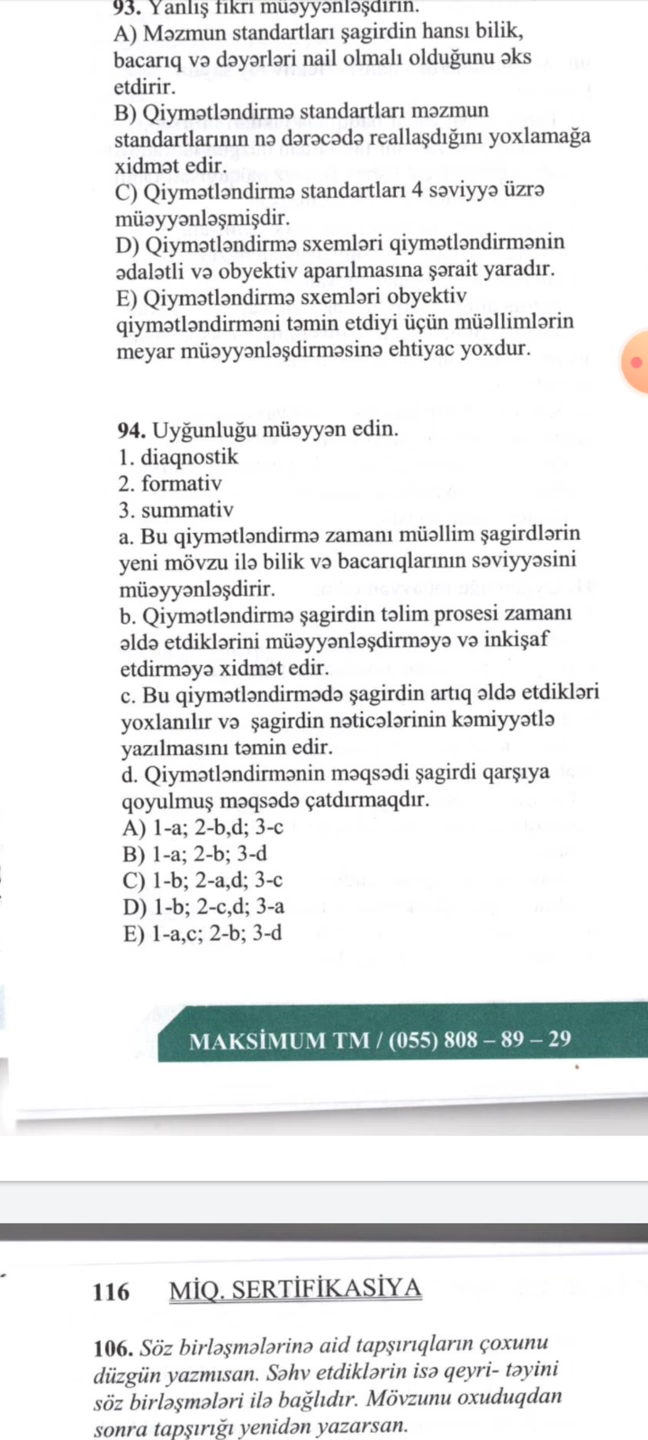 93. Yanlış fikri müəyyənləşdirin.
A) Məzmun standartları şagirdin hansı bilik,
bacarıq və dəyərləri nail olmalı olduğunu əks
etdirir.
B) Qiymətləndirmə standartları məzmun
standartlarının nə dərəcədə reallaşdığını yoxlamağa
xidmət edir.
C) Qiymətləndirmə standartları 4 səviyyə üzrə
müəyyənləşmişdir.
D) Qiymətləndirmə sxemləri qiymətləndirmənin
ədalətli və obyektiv aparılmasına şərait yaradır.
E) Qiymətləndirmə sxemləri obyektiv
qiymətləndirməni təmin etdiyi üçün müəllimlərin
meyar müəyyənləşdirməsinə ehtiyac yoxdur.
94. Uyğunluğu müəyyən edin.
1. diaqnostik
2. formativ
3. summativ
a. Bu qiymətləndirmə zamanı müəllim şagirdlərin
yeni mövzu ilə bilik və bacarıqlarının səviyyəsini
müəyyənləşdirir.
b. Qiymətləndirmə şagirdin təlim prosesi zamanı
əldə etdiklərini müəyyənləşdirməyə və inkişaf
etdirməyə xidmət edir.
c. Bu qiymətləndirmədə şagirdin artıq əldə etdikləri
yoxlanılır və şagirdin nəticələrinin kəmiyyətlə
yazılmasını təmin edir.
d. Qiymətləndirmənin məqsədi şagirdi qarşıya
qoyulmuş məqsədə çatdırmaqdır.
A) 1-a; 2-b,d; 3-c
B) 1-a; 2-b; 3-d
C) 1-b; 2-a,d; 3-c
D) 1-b; 2-c,d; 3-a
E) 1-a,c; 2-b; 3-d
MAKSİMUM TM / (055) 808 – 89 – 29
116 MİQ. SERTİFİKASİYA
106. Söz birləşmələrinə aid tapşırıqların çoxunu
düzgün yazmısan. Səhv etdiklərin isə qeyri- təyini
söz birləşmələri ilə bağlıdır. Mövzunu oxuduqdan
sonra tapşırığı yenidən yazarsan.